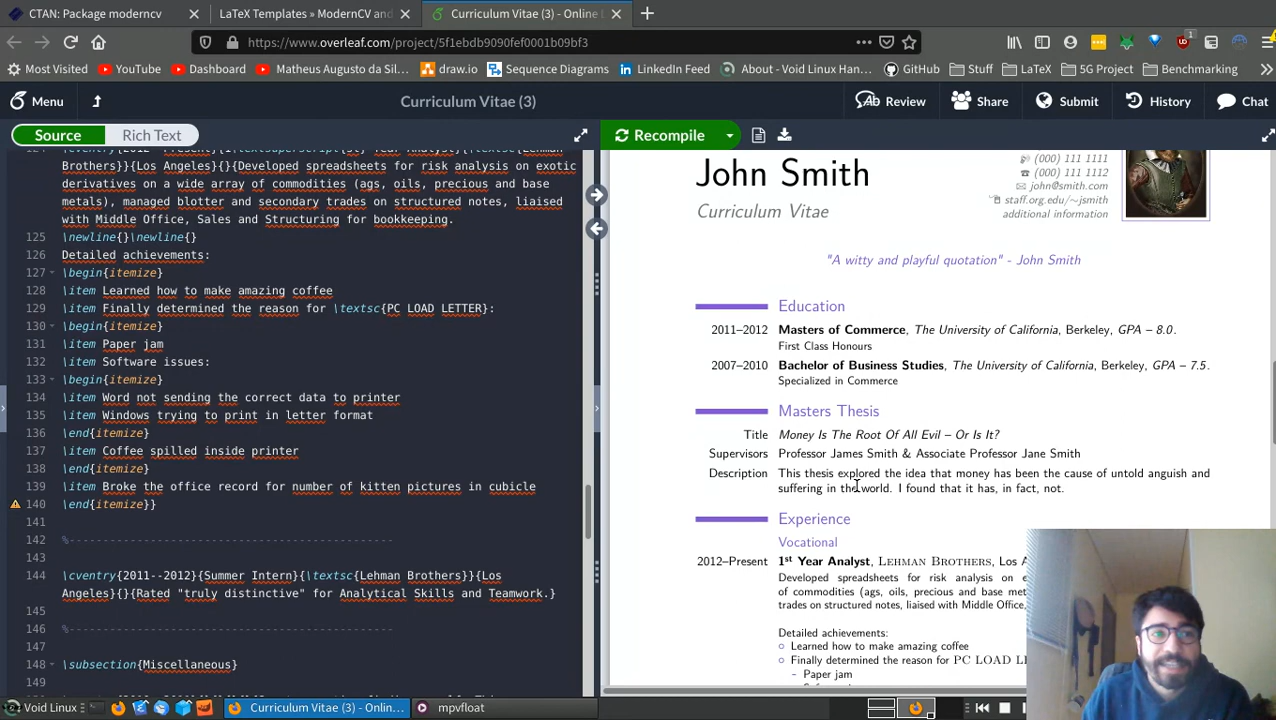 CTAN: Package modercv
LaTeX Templates » ModernCV and
Curriculum Vitae (3) - Online
https://www.overleaf.com/project/5f1ebdb9090fef0001b09bf3
Most Visited
YouTube
Dashboard
Matheus Augusto da Sil...
draw.io
Sequence Diagrams
LinkedIn Feed
About - Void Linux Han...
GitHub
Stuff
LaTeX
5G Project
Benchmarking
Menu
Curriculum Vitae (3)
Review
Share
Submit
History
Chat
Source
Rich Text
Recompile
Brothers}}{Los Angeles}{}{Developed spreadsheets for risk analysis on exotic
derivatives on a wide array of commodities (ags, oils, precious and base
metals), managed blotter and secondary trades on structured notes, liaised
with Middle Office, Sales and Structuring for bookkeeping.
125 \newline{}\newline{}
126 Detailed achievements:
127 \begin{itemize}
128 \item Learned how to make amazing coffee
129 \item Finally determined the reason for \textsc{PC LOAD LETTER}:
130 \begin{itemize}
131 \item Paper jam
132 \item Software issues:
133 \begin{itemize}
134 \item Word not sending the correct data to printer
135 \item Windows trying to print in letter format
136 \end{itemize}
137 \item Coffee spilled inside printer
138 \end{itemize}
139 \item Broke the office record for number of kitten pictures in cubicle
140 \end{itemize}}
141
142 %----------------------------------------
143
144 \cventry{2011--2012}{Summer Intern}{\textsc{Lehman Brothers}}{Los
Angeles}{}{Rated "truly distinctive" for Analytical Skills and Teamwork.}
145
146 %----------------------------------------
147
148 \subsection{Miscellaneous}
John Smith
Curriculum Vitae
(000) 111 1111
(000) 111 1112
john@smith.com
staff.org.edu/~jsmith
additional information
"A witty and playful quotation" - John Smith
Education
2011–2012 Masters of Commerce, The University of California, Berkeley, GPA – 8.0.
First Class Honours
2007–2010 Bachelor of Business Studies, The University of California, Berkeley, GPA – 7.5.
Specialized in Commerce
Masters Thesis
Title Money Is The Root Of All Evil – Or Is It?
Supervisors Professor James Smith & Associate Professor Jane Smith
Description This thesis explored the idea that money has been the cause of untold anguish and
suffering in the world. I found that it has, in fact, not.
Experience
Vocational
2012–Present 1st Year Analyst, LEHMAN BROTHERS, Los A
Developed spreadsheets for risk analysis on e
of commodities (ags, oils, precious and base met
trades on structured notes, liaised with Middle Office,
Detailed achievements:
Learned how to make amazing coffee
Finally determined the reason for PC LOAD LE
- Paper jam
Void Linux
Curriculum Vitae (3) - Onlin...
mpvfloat